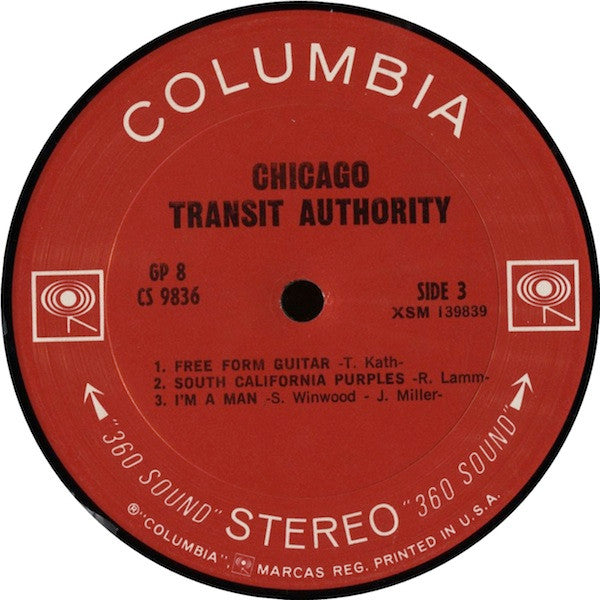 COLUMBIA
CHICAGO
TRANSIT AUTHORITY
GP 8
CS 9836
SIDE 3
XSM 139839
1. FREE FORM GUITAR -T. Kath-
2. SOUTH CALIFORNIA PURPLES -R. Lamm-
3. I'M A MAN -S. Winwood - J. Miller-
"360 SOUND" STEREO "360 SOUND"
® "COLUMBIA", MARCAS REG. PRINTED IN U.S.A.